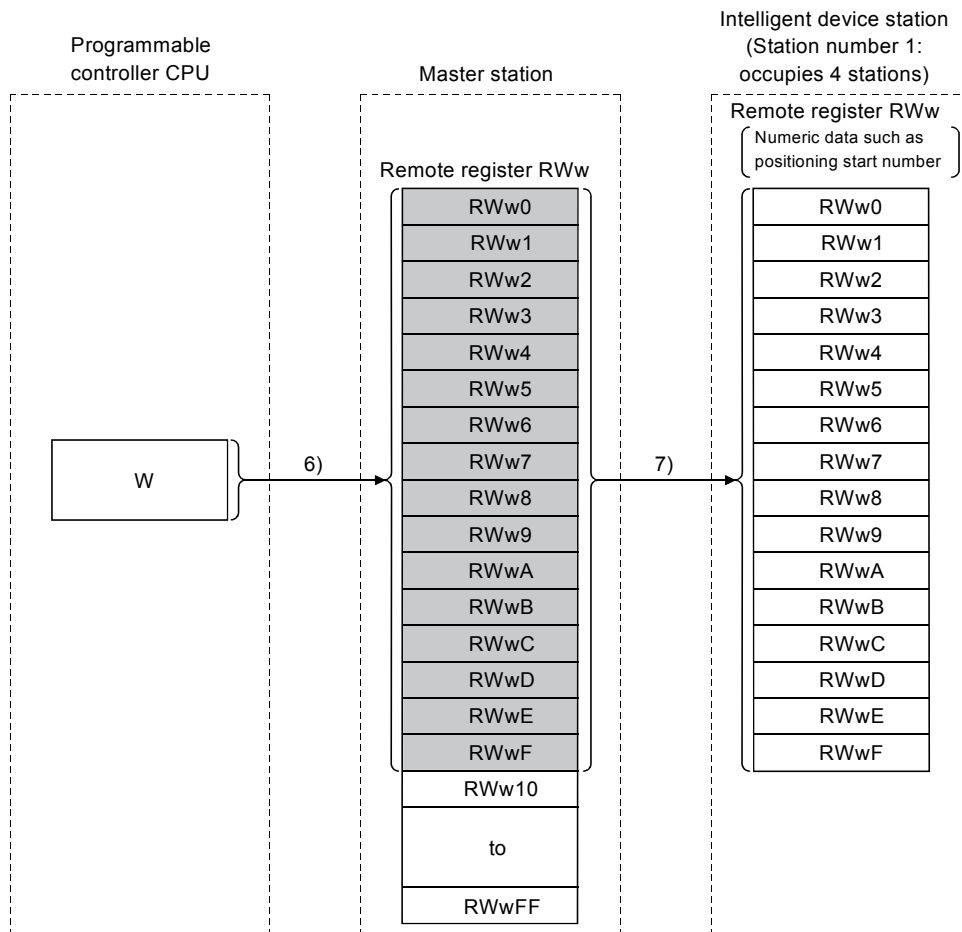 Programmable
controller CPU
Master station
Intelligent device station
(Station number 1:
occupies 4 stations)
Remote register RWw
Numeric data such as
positioning start number
Remote register RWw
RWw0
RWw1
RWw2
RWw3
RWw4
RWw5
RWw6
RWw7
RWw8
RWw9
RWwA
RWwB
RWwC
RWwD
RWwE
RWwF
RWw10
to
RWwFF
W
6)
7)
RWw0
RWw1
RWw2
RWw3
RWw4
RWw5
RWw6
RWw7
RWw8
RWw9
RWwA
RWwB
RWwC
RWwD
RWwE
RWwF